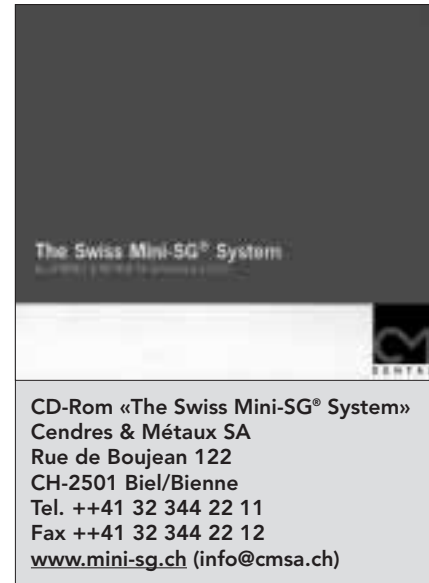 The Swiss Mini-SG® System
CM
DENTAL
CD-Rom «The Swiss Mini-SG® System»
Cendres & Métaux SA
Rue de Boujean 122
CH-2501 Biel/Bienne
Tel. ++41 32 344 22 11
Fax ++41 32 344 22 12
www.mini-sg.ch (info@cmsa.ch)